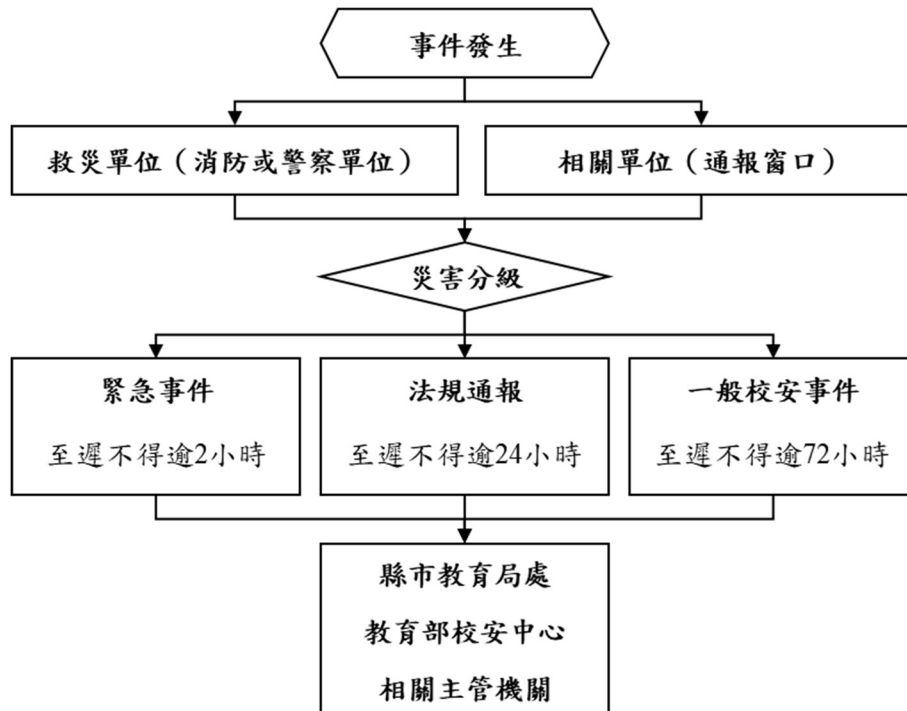 事件發生
救災單位（消防或警察單位）
相關單位（通報窗口）
災害分級
緊急事件
至遲不得逾2小時
法規通報
至遲不得逾24小時
一般校安事件
至遲不得逾72小時
縣市教育局處
教育部校安中心
相關主管機關